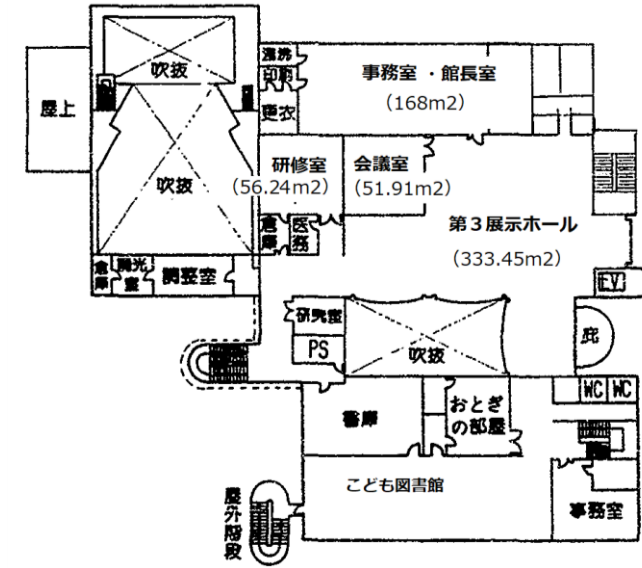 湯沸
印刷
事務室・館長室
（168m2）
吹抜
屋上
更衣
研修室
（56.24m2）
会議室
（51.91m2）
吹抜
倉庫
医務
第３展示ホール
（333.45m2）
倉庫
調光室
調整室
EV
研究室
PS
吹抜
庇
WC
WC
書庫
おとぎ
の部屋
こども図書館
事務室
屋外階段